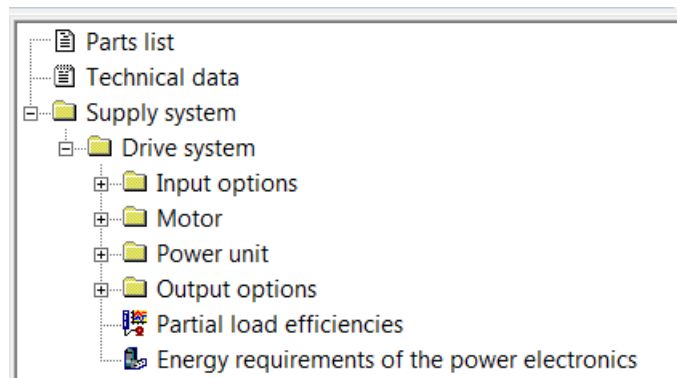 Parts list
Technical data
Supply system
Drive system
Input options
Motor
Power unit
Output options
Partial load efficiencies
Energy requirements of the power electronics